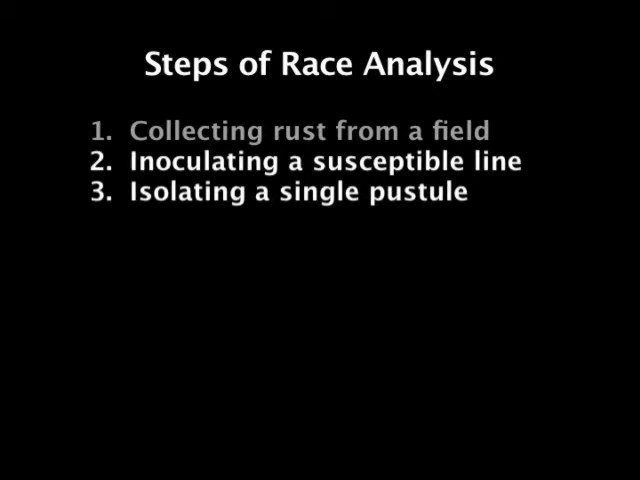 Steps of Race Analysis
1. Collecting rust from a field
2. Inoculating a susceptible line
3. Isolating a single pustule